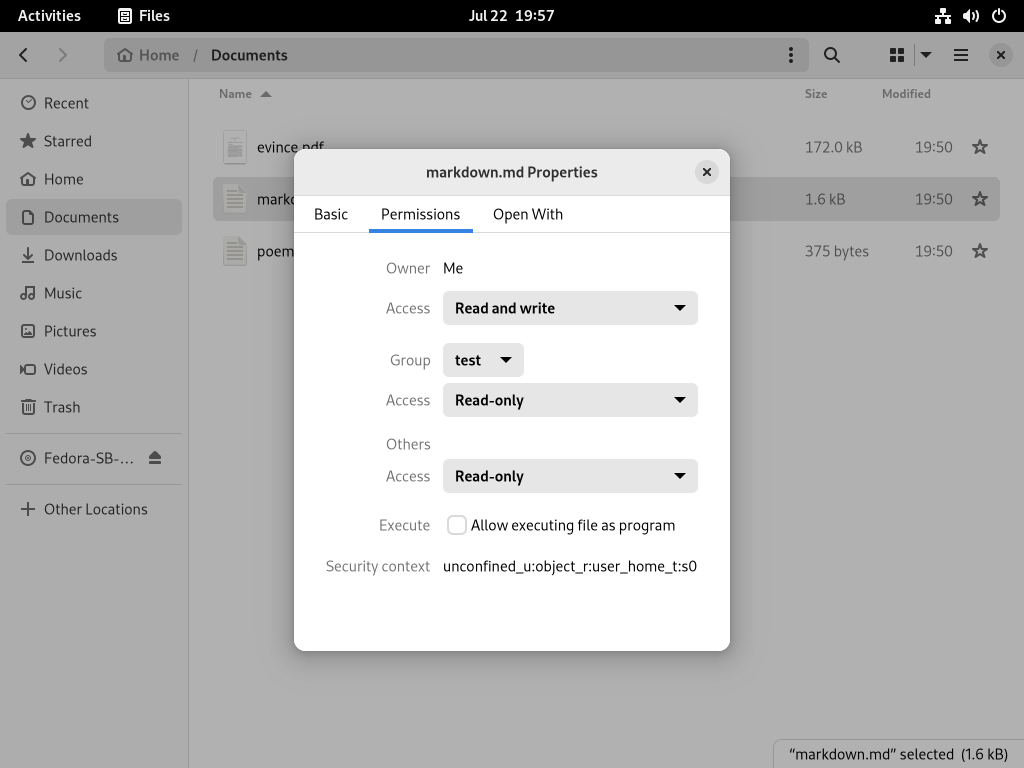 Activities Files Jul 22 19:57
Home / Documents
Recent
Starred
Home
Documents
Downloads
Music
Pictures
Videos
Trash
Fedora-SB-...
Other Locations
Name Size Modified
evince.pdf 172.0 kB 19:50
markd 1.6 kB 19:50
poem 375 bytes 19:50
markdown.md Properties
Basic Permissions Open With
Owner Me
Access Read and write
Group test
Access Read-only
Others
Access Read-only
Execute Allow executing file as program
Security context unconfined_u:object_r:user_home_t:s0
“markdown.md” selected (1.6 kB)